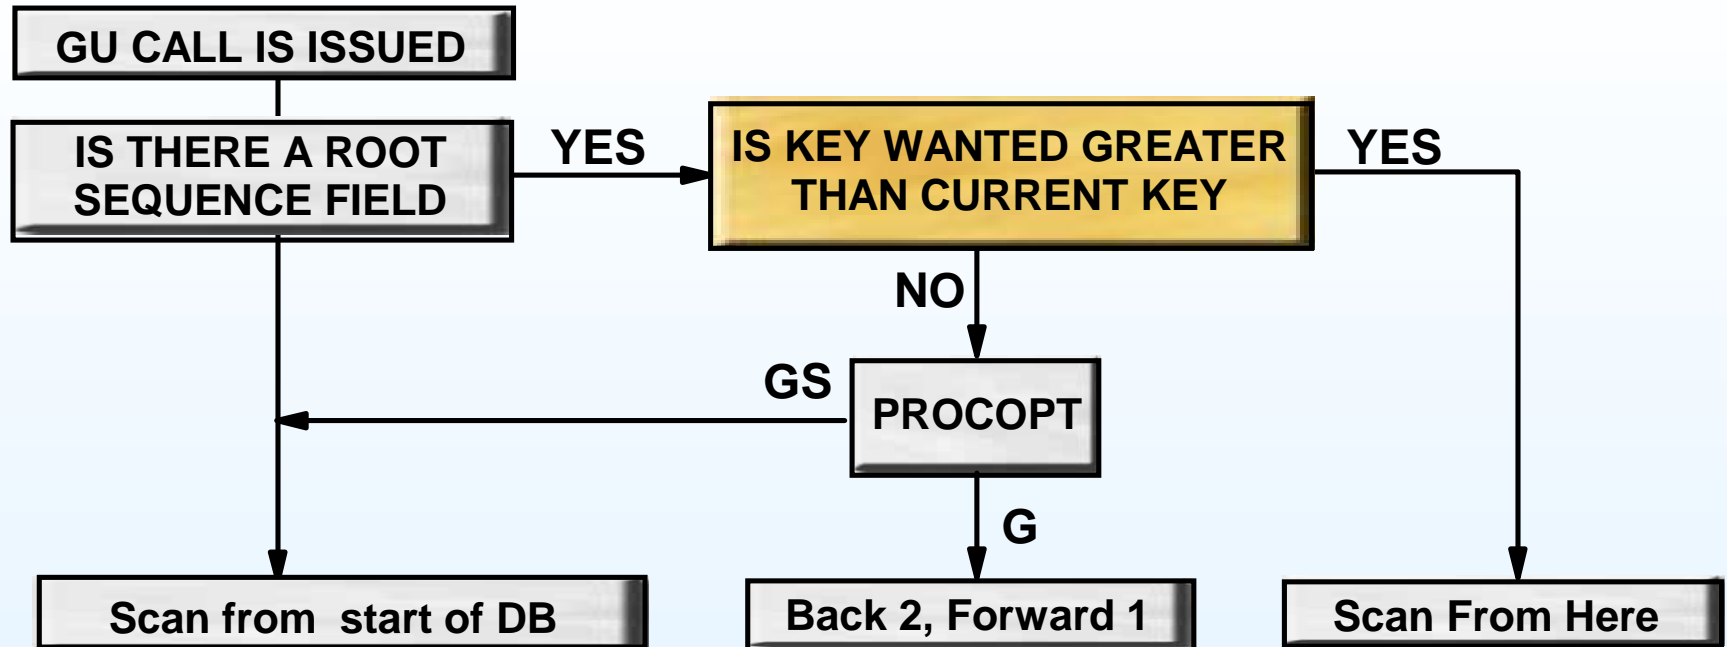 GU CALL IS ISSUED
IS THERE A ROOT
SEQUENCE FIELD
YES
IS KEY WANTED GREATER
THAN CURRENT KEY
YES
NO
GS
PROCOPT
G
Scan from start of DB
Back 2, Forward 1
Scan From Here